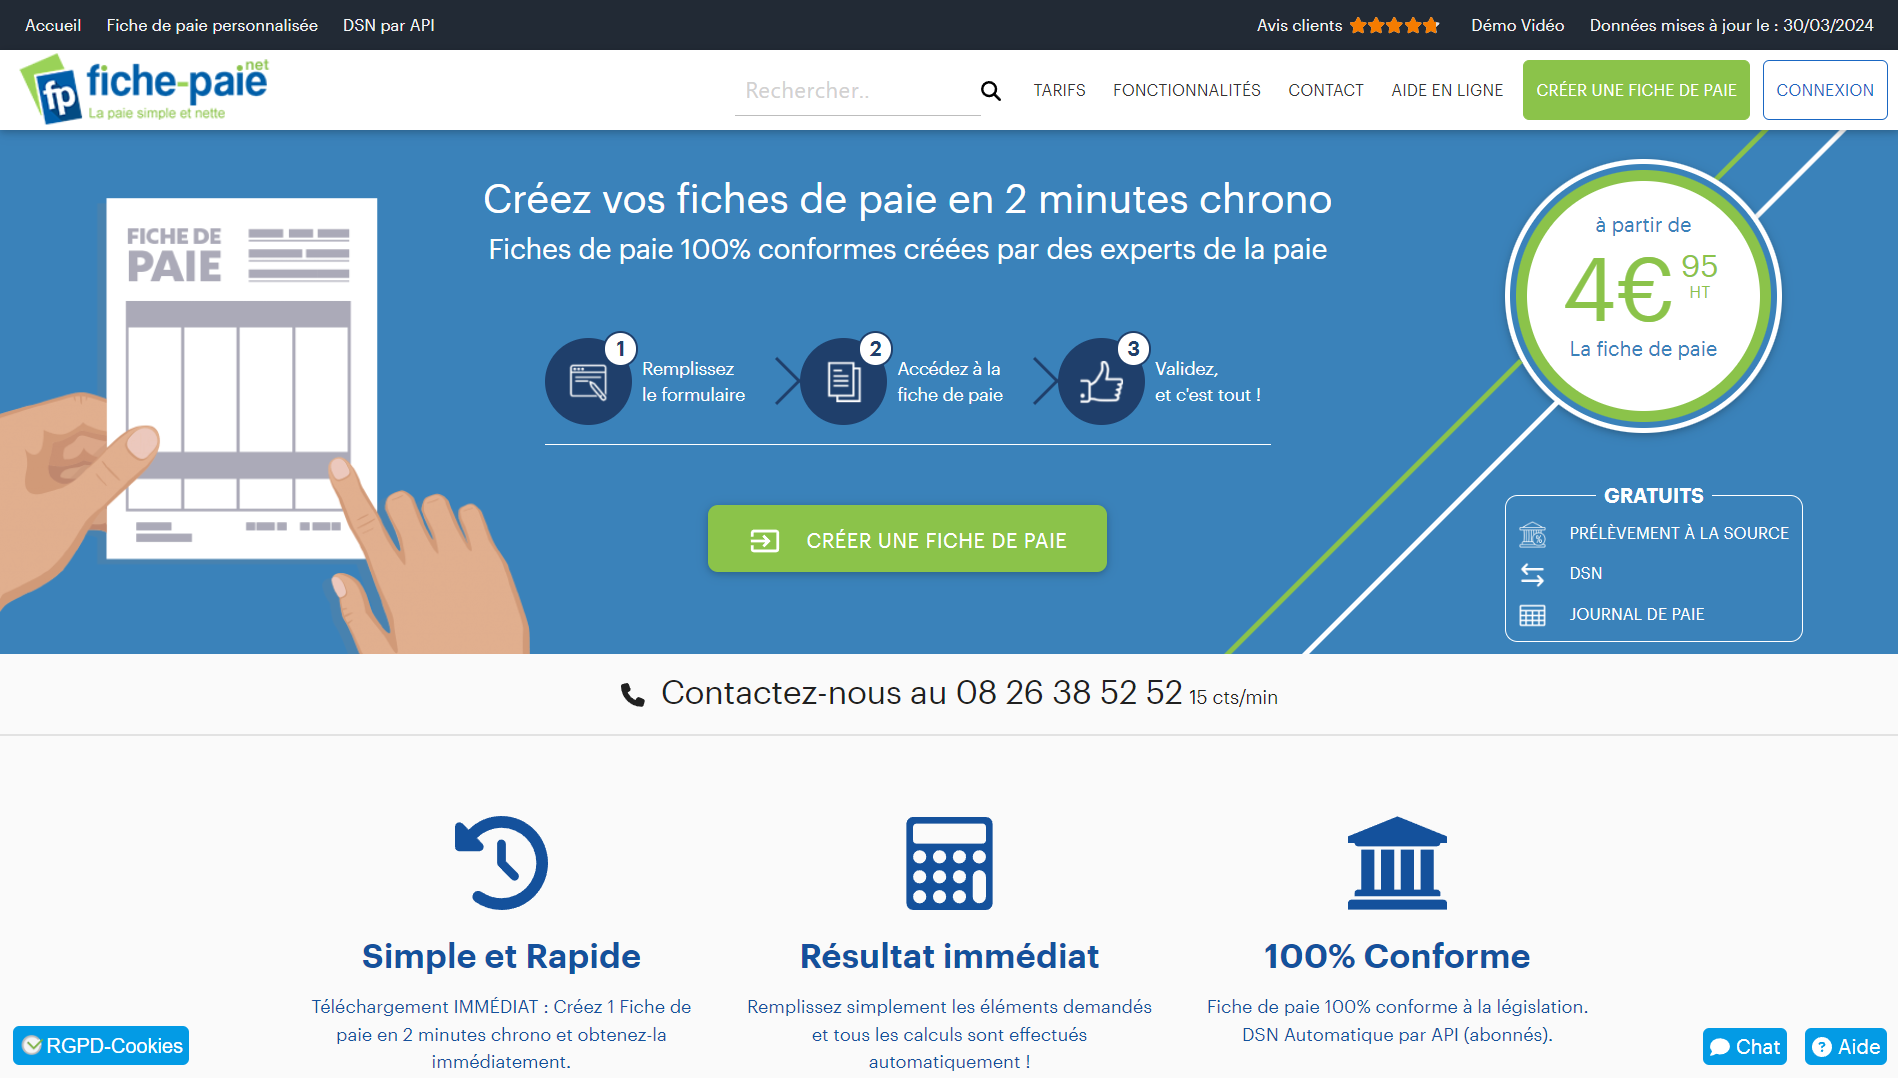 Accueil Fiche de paie personnalisée DSN par API Avis clients Démo Vidéo Données mises à jour le : 30/03/2024
fp fiche-paie net
La paie simple et nette
Rechercher.. TARIFS FONCTIONNALITÉS CONTACT AIDE EN LIGNE CRÉER UNE FICHE DE PAIE CONNEXION
Créez vos fiches de paie en 2 minutes chrono
Fiches de paie 100% conformes créées par des experts de la paie
FICHE DE
PAIE
1 Remplissez
le formulaire
2 Accédez à la
fiche de paie
3 Validez,
et c'est tout !
CRÉER UNE FICHE DE PAIE
à partir de
4€ 95
HT
La fiche de paie
GRATUITS
PRÉLÈVEMENT À LA SOURCE
DSN
JOURNAL DE PAIE
Contactez-nous au 08 26 38 52 52 15 cts/min
Simple et Rapide
Téléchargement IMMÉDIAT : Créez 1 Fiche de
paie en 2 minutes chrono et obtenez-la
immédiatement.
Résultat immédiat
Remplissez simplement les éléments demandés
et tous les calculs sont effectués
automatiquement !
100% Conforme
Fiche de paie 100% conforme à la législation.
DSN Automatique par API (abonnés).
RGPD-Cookies
Chat
? Aide